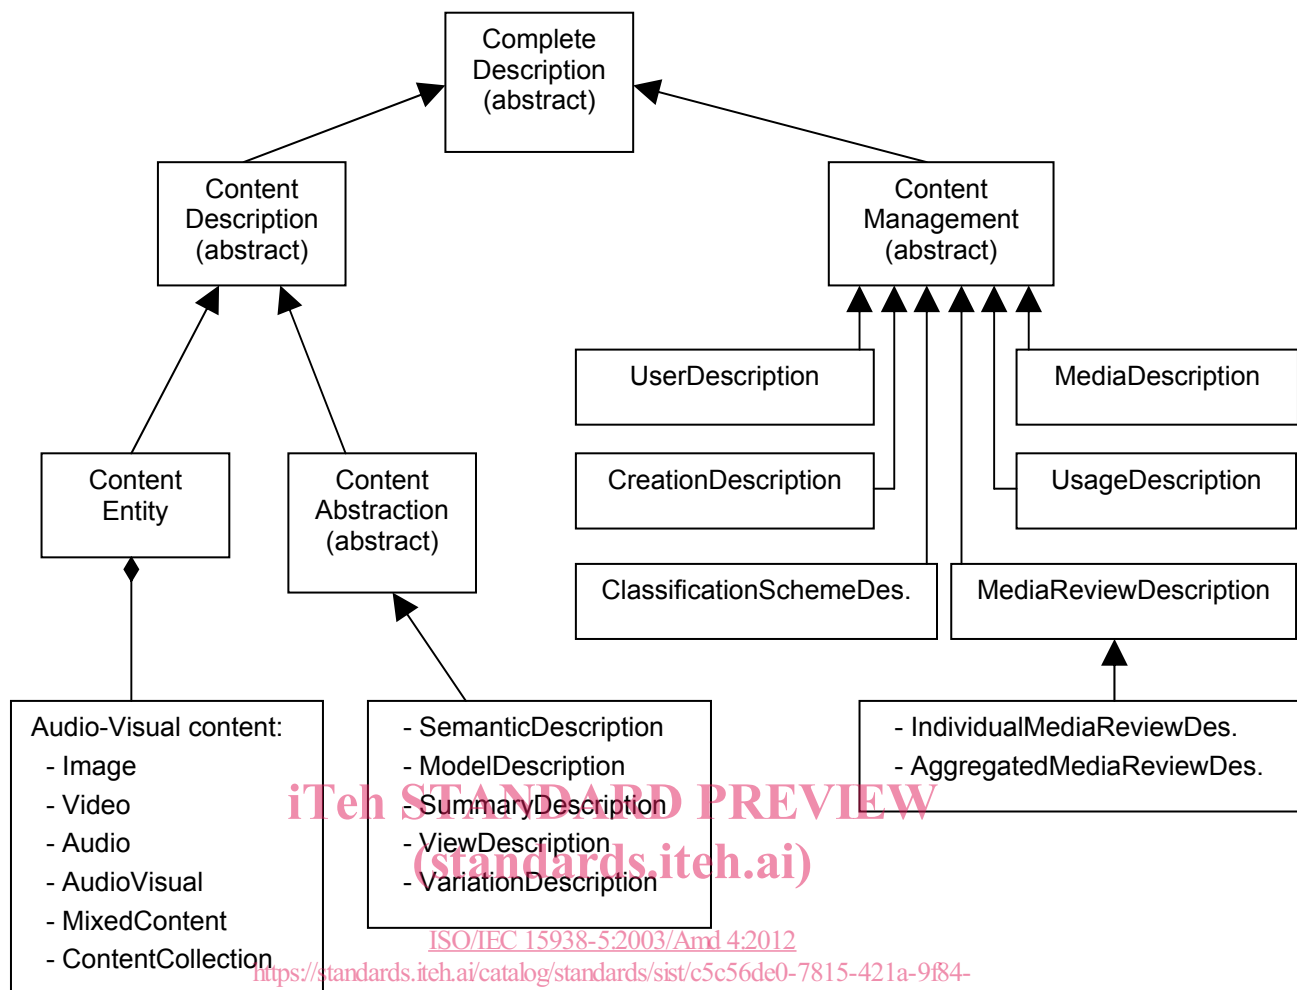 Complete
Description
(abstract)
Content
Description
(abstract)
Content
Management
(abstract)
UserDescription
MediaDescription
Content
Entity
Content
Abstraction
(abstract)
CreationDescription
UsageDescription
ClassificationSchemeDes.
MediaReviewDescription
Audio-Visual content:
- Image
- Video
- Audio
- AudioVisual
- MixedContent
- ContentCollection
- SemanticDescription
- ModelDescription
- SummaryDescription
- ViewDescription
- VariationDescription
- IndividualMediaReviewDes.
- AggregatedMediaReviewDes.
iTeh STANDARD PREVIEW
(standards.iteh.ai)
ISO/IEC 15938-5:2003/Amd 4:2012
https://standards.iteh.ai/catalog/standards/sist/c5c56de0-7815-421a-9f84-